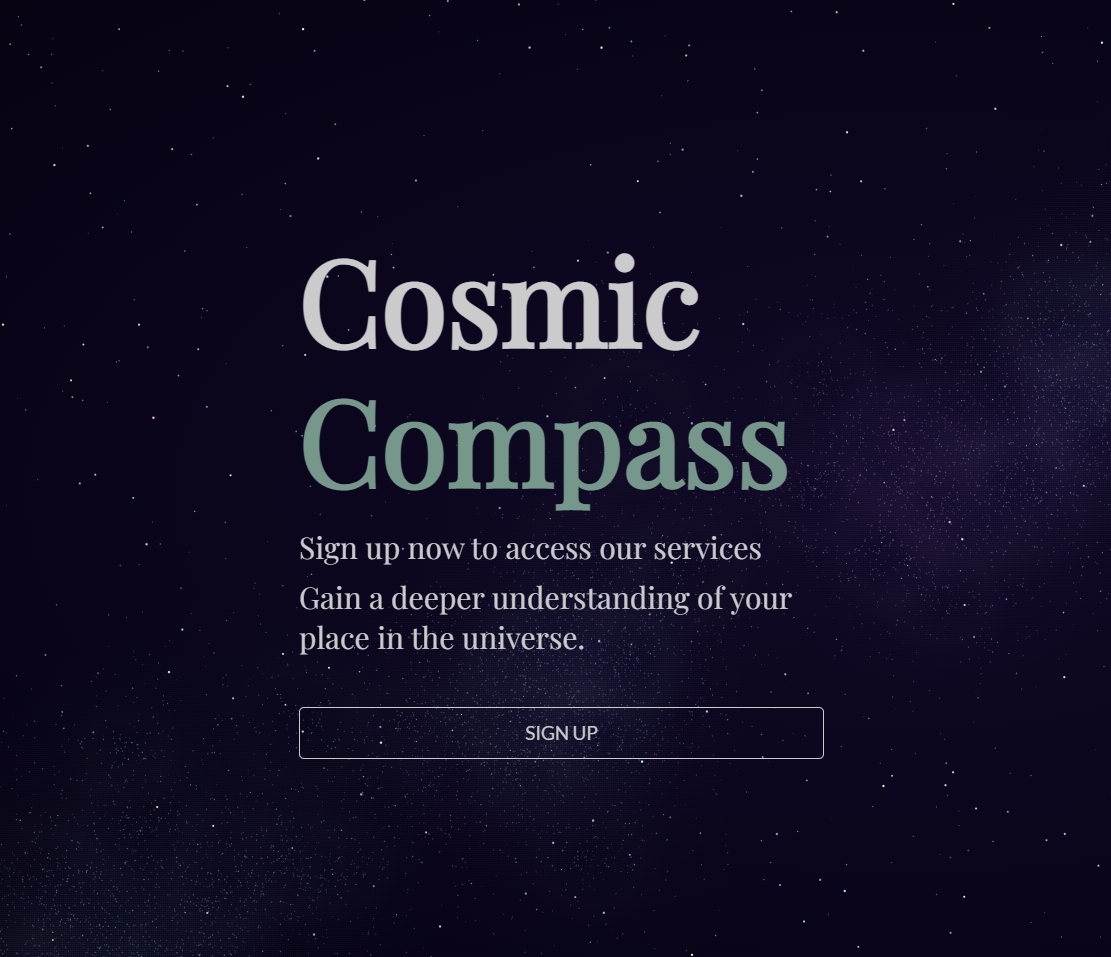 Cosmic
Compass
Sign up now to access our services
Gain a deeper understanding of your
place in the universe.
SIGN UP